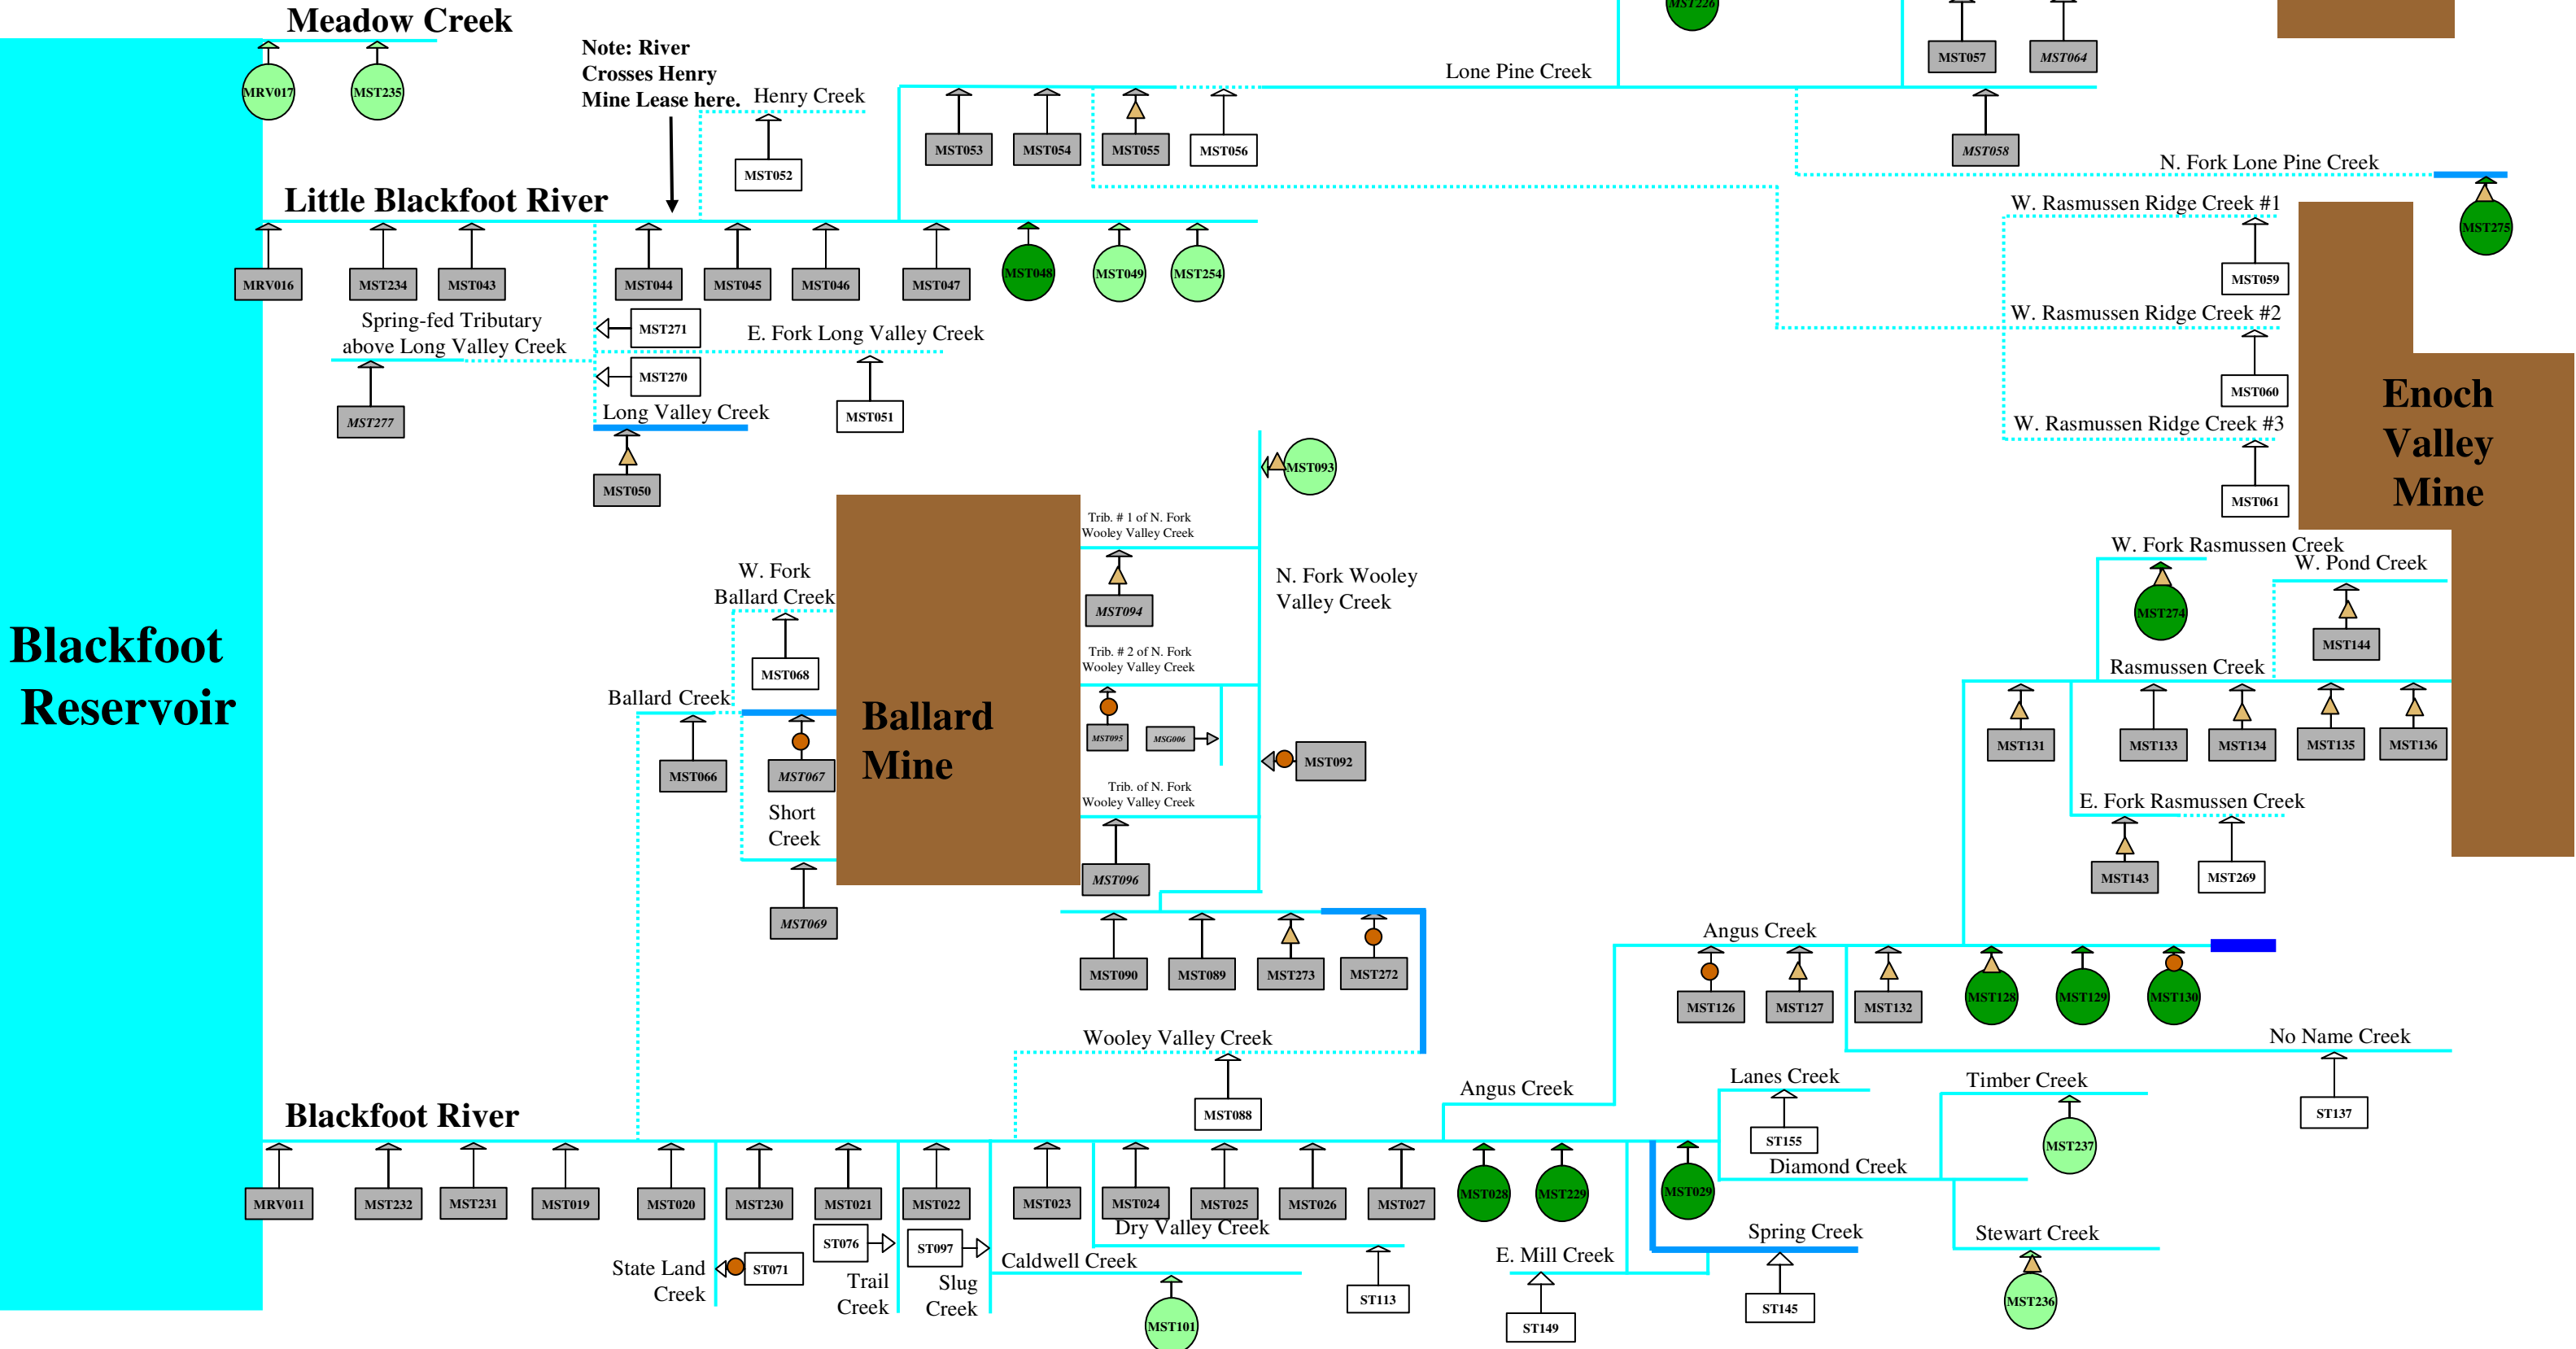 Meadow Creek
MST226
MST057
MST064
Note: River
Crosses Henry
Mine Lease here.
Henry Creek
Lone Pine Creek
MRV017
MST235
MST052
MST053
MST054
MST055
MST056
MST058
N. Fork Lone Pine Creek
MST275
Little Blackfoot River
W. Rasmussen Ridge Creek #1
MRV016
MST234
MST043
MST044
MST045
MST046
MST047
MST048
MST049
MST254
MST059
Spring-fed Tributary
above Long Valley Creek
MST271
E. Fork Long Valley Creek
W. Rasmussen Ridge Creek #2
MST270
MST277
Long Valley Creek
MST051
MST060
W. Rasmussen Ridge Creek #3
Enoch
Valley
Mine
MST050
MST093
MST061
Trib. # 1 of N. Fork
Wooley Valley Creek
MST094
N. Fork Wooley
Valley Creek
W. Fork
Ballard Creek
MST068
W. Fork Rasmussen Creek
W. Pond Creek
MST274
MST144
Blackfoot
Reservoir
Ballard Creek
Ballard
Mine
Trib. # 2 of N. Fork
Wooley Valley Creek
Rasmussen Creek
MST066
MST067
MST095
MSG006
MST092
MST131
MST133
MST134
MST135
MST136
Short
Creek
Trib. of N. Fork
Wooley Valley Creek
E. Fork Rasmussen Creek
MST069
MST096
MST143
MST269
Angus Creek
MST090
MST089
MST273
MST272
MST126
MST127
MST132
MST128
MST129
MST130
Wooley Valley Creek
No Name Creek
MST088
ST137
Angus Creek
Lanes Creek
Timber Creek
Blackfoot River
ST155
MST237
Diamond Creek
MRV011
MST232
MST231
MST019
MST020
MST230
MST021
MST022
MST023
MST024
MST025
MST026
MST027
MST028
MST229
MST029
Dry Valley Creek
Spring Creek
Stewart Creek
ST076
ST097
State Land
Creek
ST071
Trail
Creek
Slug
Creek
Caldwell Creek
E. Mill Creek
MST101
ST113
ST149
ST145
MST236